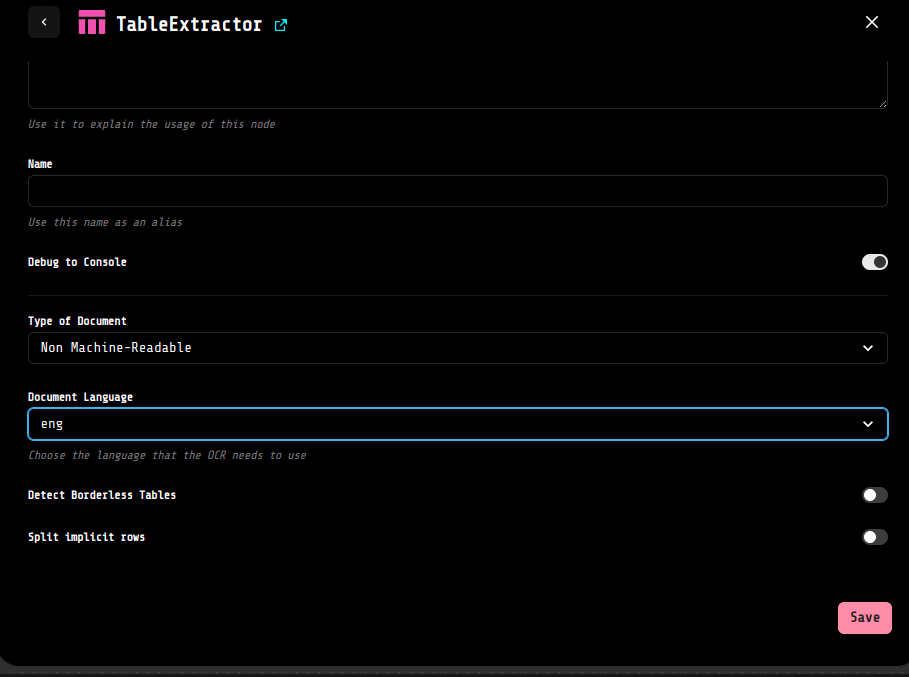 TableExtractor
Use it to explain the usage of this node
Name
Use this name as an alias
Debug to Console
Type of Document
Non Machine-Readable
Document Language
eng
Choose the language that the OCR needs to use
Detect Borderless Tables
Split implicit rows
Save